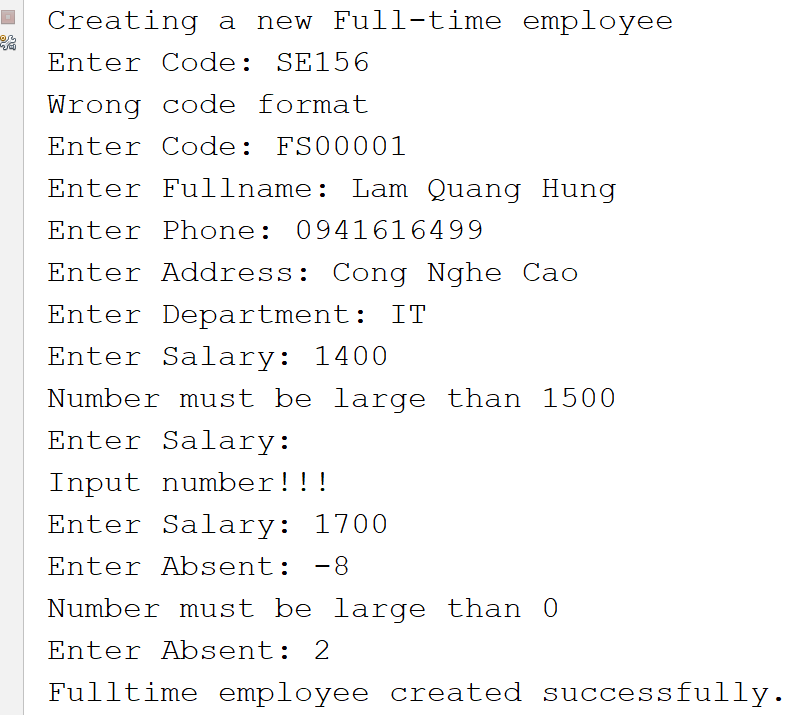 Creating a new Full-time employee
Enter Code: SE156
Wrong code format
Enter Code: FS00001
Enter Fullname: Lam Quang Hung
Enter Phone: 0941616499
Enter Address: Cong Nghe Cao
Enter Department: IT
Enter Salary: 1400
Number must be large than 1500
Enter Salary:
Input number!!!
Enter Salary: 1700
Enter Absent: -8
Number must be large than 0
Enter Absent: 2
Fulltime employee created successfully.